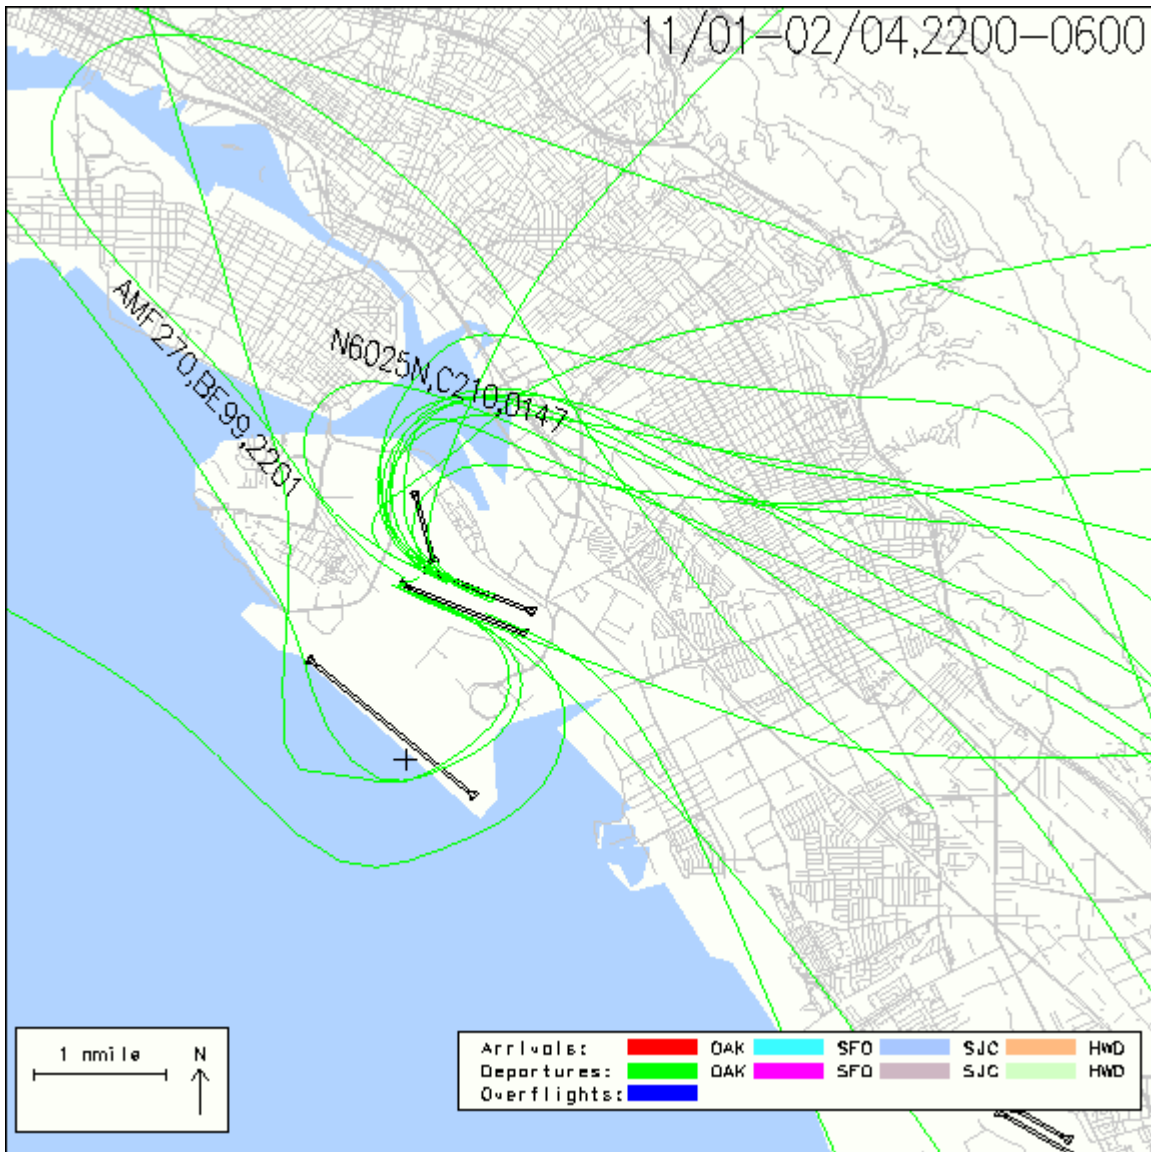 11/01-02/04,2200-0600
AMF270,BE99,2201
N6025N,C210,0147
1 nmile N
Arrivals: OAK SFO SJC HWD
Departures: OAK SFO SJC HWD
Overflights: